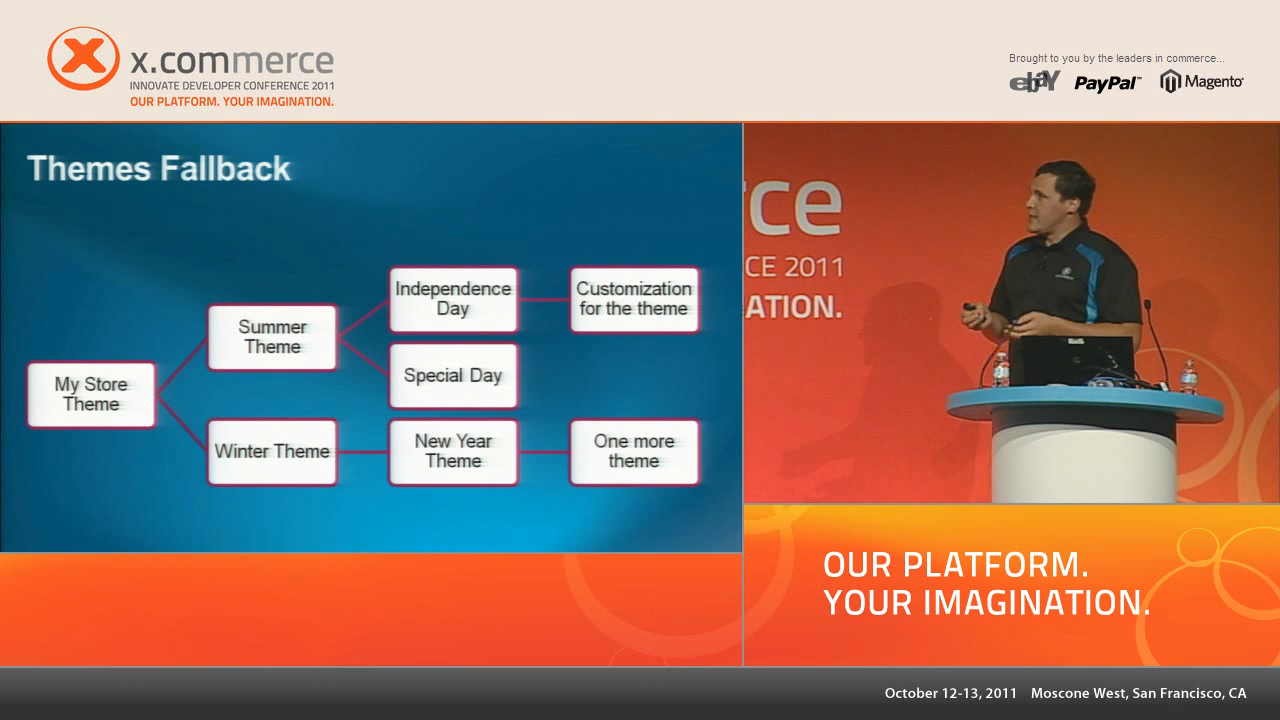 x.commerce
INNOVATE DEVELOPER CONFERENCE 2011
OUR PLATFORM. YOUR IMAGINATION.
Brought to you by the leaders in commerce...
ebaY
PayPal™
Magento®
Themes Fallback
My Store
Theme
Summer
Theme
Winter Theme
Independence
Day
Special Day
New Year
Theme
Customization
for the theme
One more
theme
rce
CE 2011
ATION.
OUR PLATFORM.
YOUR IMAGINATION.
October 12-13, 2011 Moscone West, San Francisco, CA